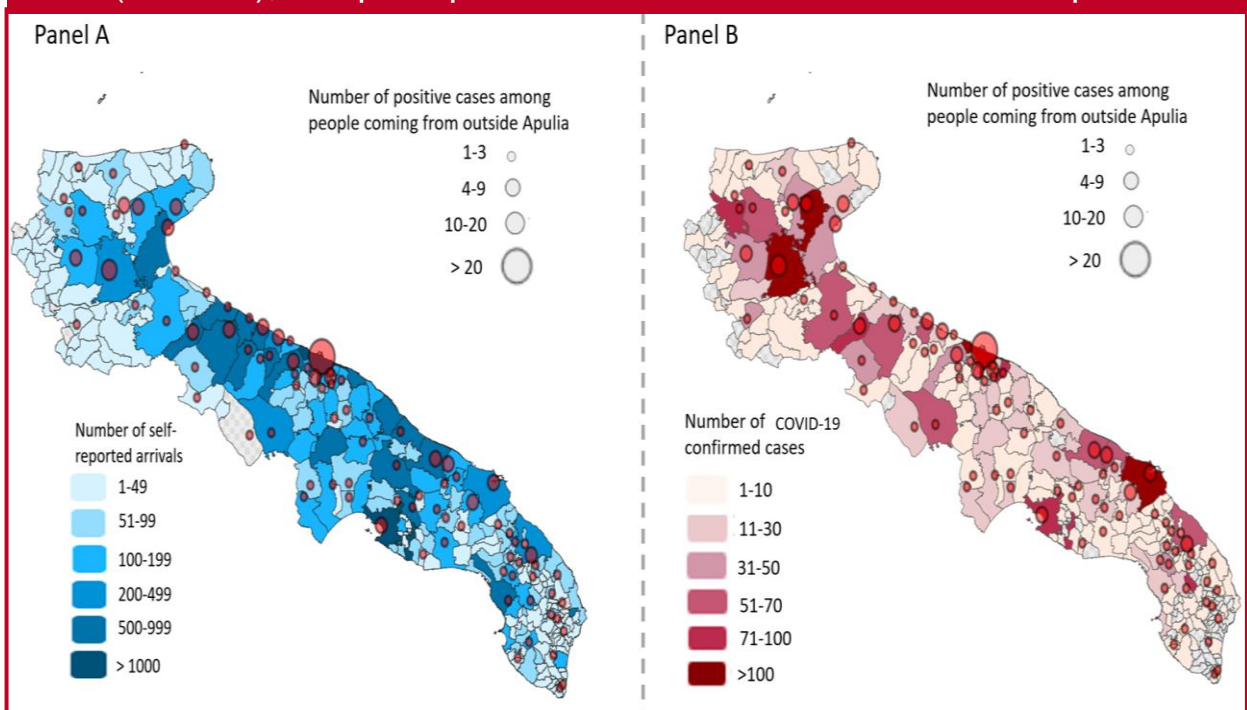 Panel A
Number of positive cases among
people coming from outside Apulia
1-3
4-9
10-20
> 20
Number of self-
reported arrivals
1-49
51-99
100-199
200-499
500-999
> 1000
Panel B
Number of positive cases among
people coming from outside Apulia
1-3
4-9
10-20
> 20
Number of COVID-19
confirmed cases
1-10
11-30
31-50
51-70
71-100
>100